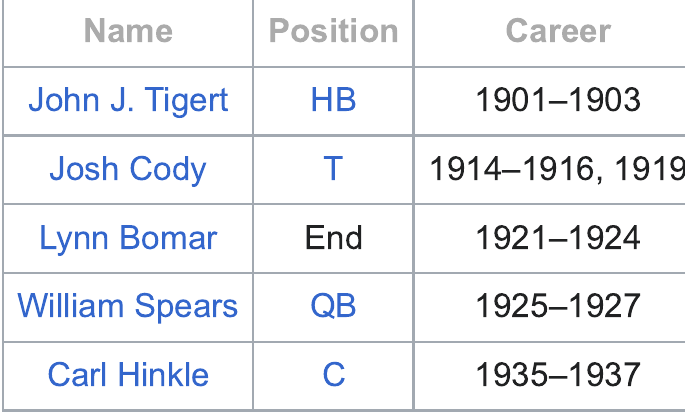 Name Position Career
John J. Tigert HB 1901–1903
Josh Cody T 1914–1916, 1919
Lynn Bomar End 1921–1924
William Spears QB 1925–1927
Carl Hinkle C 1935–1937